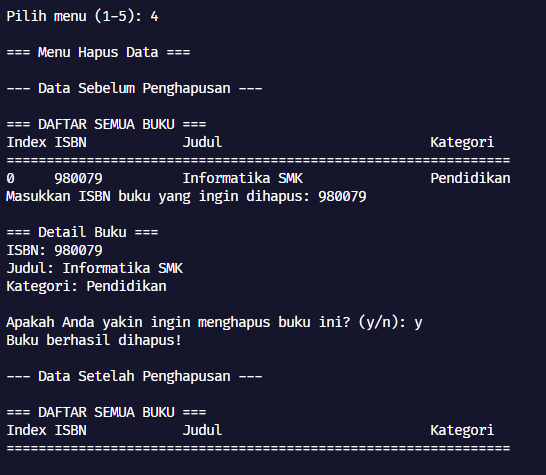 Pilih menu (1-5): 4
=== Menu Hapus Data ===
--- Data Sebelum Penghapusan ---
=== DAFTAR SEMUA BUKU ===
Index ISBN            Judul                          Kategori
===============================================================
0     980079          Informatika SMK                Pendidikan
Masukkan ISBN buku yang ingin dihapus: 980079
=== Detail Buku ===
ISBN: 980079
Judul: Informatika SMK
Kategori: Pendidikan
Apakah Anda yakin ingin menghapus buku ini? (y/n): y
Buku berhasil dihapus!
--- Data Setelah Penghapusan ---
=== DAFTAR SEMUA BUKU ===
Index ISBN            Judul                          Kategori
===============================================================